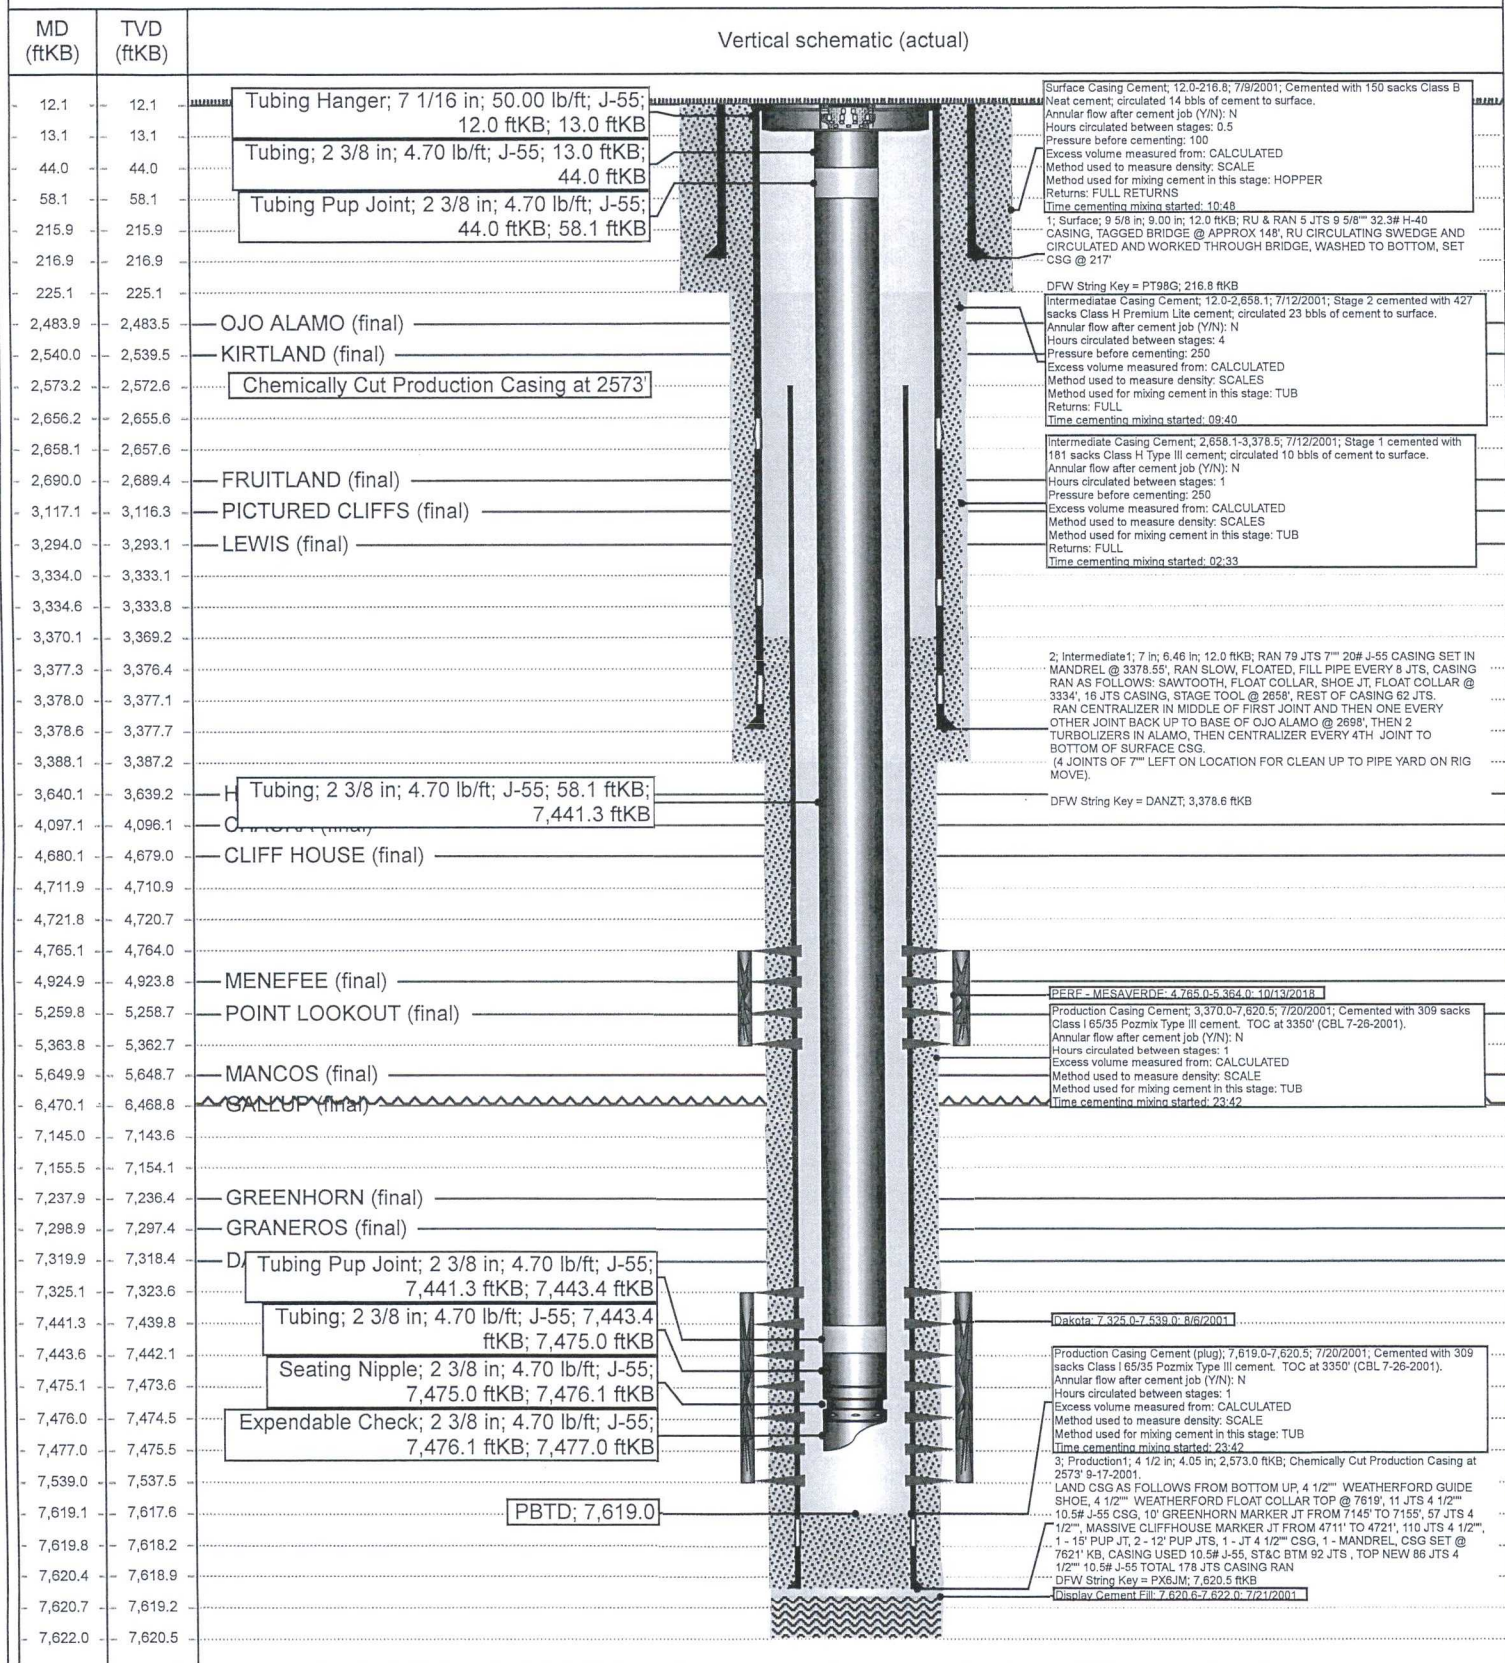 MD
(ftKB)
TVD
(ftKB)
Vertical schematic (actual)
12.1 12.1
13.1 13.1
44.0 44.0
58.1 58.1
215.9 215.9
216.9 216.9
225.1 225.1
2,483.9 2,483.5
2,540.0 2,539.5
2,573.2 2,572.6
2,656.2 2,655.6
2,658.1 2,657.6
2,690.0 2,689.4
3,117.1 3,116.3
3,294.0 3,293.1
3,334.0 3,333.1
3,334.6 3,333.8
3,370.1 3,369.2
3,377.3 3,376.4
3,378.0 3,377.1
3,378.6 3,377.7
3,388.1 3,387.2
3,640.1 3,639.2
4,097.1 4,096.1
4,680.1 4,679.0
4,711.9 4,710.9
4,721.8 4,720.7
4,765.1 4,764.0
4,924.9 4,923.8
5,259.8 5,258.7
5,363.8 5,362.7
5,649.9 5,648.7
6,470.1 6,468.8
7,145.0 7,143.6
7,155.5 7,154.1
7,237.9 7,236.4
7,298.9 7,297.4
7,319.9 7,318.4
7,325.1 7,323.6
7,441.3 7,439.8
7,443.6 7,442.1
7,475.1 7,473.6
7,476.0 7,474.5
7,477.0 7,475.5
7,539.0 7,537.5
7,619.1 7,617.6
7,619.8 7,618.2
7,620.4 7,618.9
7,620.7 7,619.2
7,622.0 7,620.5
Tubing Hanger; 7 1/16 in; 50.00 lb/ft; J-55;
12.0 ftKB; 13.0 ftKB
Tubing; 2 3/8 in; 4.70 lb/ft; J-55; 13.0 ftKB;
44.0 ftKB
Tubing Pup Joint; 2 3/8 in; 4.70 lb/ft; J-55;
44.0 ftKB; 58.1 ftKB
OJO ALAMO (final)
KIRTLAND (final)
Chemically Cut Production Casing at 2573'
FRUITLAND (final)
PICTURED CLIFFS (final)
LEWIS (final)
H
Tubing; 2 3/8 in; 4.70 lb/ft; J-55; 58.1 ftKB;
7,441.3 ftKB
(final)
CLIFF HOUSE (final)
MENEFEE (final)
POINT LOOKOUT (final)
MANCOS (final)
GALLUP (final)
GREENHORN (final)
GRANEROS (final)
Tubing Pup Joint; 2 3/8 in; 4.70 lb/ft; J-55;
7,441.3 ftKB; 7,443.4 ftKB
Tubing; 2 3/8 in; 4.70 lb/ft; J-55; 7,443.4
ftKB; 7,475.0 ftKB
Seating Nipple; 2 3/8 in; 4.70 lb/ft; J-55;
7,475.0 ftKB; 7,476.1 ftKB
Expendable Check; 2 3/8 in; 4.70 lb/ft; J-55;
7,476.1 ftKB; 7,477.0 ftKB
PBTD; 7,619.0
Surface Casing Cement; 12.0-216.8; 7/9/2001; Cemented with 150 sacks Class B
Neat cement; circulated 14 bbls of cement to surface.
Annular flow after cement job (Y/N): N
Hours circulated between stages: 0.5
Pressure before cementing: 100
Excess volume measured from: CALCULATED
Method used to measure density: SCALE
Method used for mixing cement in this stage: HOPPER
Returns: FULL RETURNS
Time cementing mixing started: 10:48
1; Surface; 9 5/8 in; 9.00 in; 12.0 ftKB; RU & RAN 5 JTS 9 5/8"" 32.3# H-40
CASING, TAGGED BRIDGE @ APPROX 148', RU CIRCULATING SWEDGE AND
CIRCULATED AND WORKED THROUGH BRIDGE, WASHED TO BOTTOM, SET
CSG @ 217'
DFW String Key = PT98G; 216.8 ftKB
Intermediatae Casing Cement; 12.0-2,658.1; 7/12/2001; Stage 2 cemented with 427
sacks Class H Premium Lite cement; circulated 23 bbls of cement to surface.
Annular flow after cement job (Y/N): N
Hours circulated between stages: 4
Pressure before cementing: 250
Excess volume measured from: CALCULATED
Method used to measure density: SCALES
Method used for mixing cement in this stage: TUB
Returns: FULL
Time cementing mixing started: 09:40
Intermediate Casing Cement; 2,658.1-3,378.5; 7/12/2001; Stage 1 cemented with
181 sacks Class H Type III cement; circulated 10 bbls of cement to surface.
Annular flow after cement job (Y/N): N
Hours circulated between stages: 1
Pressure before cementing: 250
Excess volume measured from: CALCULATED
Method used to measure density: SCALES
Method used for mixing cement in this stage: TUB
Returns: FULL
Time cementing mixing started: 02:33
2; Intermediate1; 7 in; 6.46 in; 12.0 ftKB; RAN 79 JTS 7"" 20# J-55 CASING SET IN
MANDREL @ 3378.55', RAN SLOW, FLOATED, FILL PIPE EVERY 8 JTS, CASING
RAN AS FOLLOWS: SAWTOOTH, FLOAT COLLAR, SHOE JT, FLOAT COLLAR @
3334', 16 JTS CASING, STAGE TOOL @ 2658', REST OF CASING 62 JTS.
RAN CENTRALIZER IN MIDDLE OF FIRST JOINT AND THEN ONE EVERY
OTHER JOINT BACK UP TO BASE OF OJO ALAMO @ 2698', THEN 2
TURBOLIZERS IN ALAMO, THEN CENTRALIZER EVERY 4TH JOINT TO
BOTTOM OF SURFACE CSG.
(4 JOINTS OF 7"" LEFT ON LOCATION FOR CLEAN UP TO PIPE YARD ON RIG
MOVE).
DFW String Key = DANZT; 3,378.6 ftKB
PERF - MESAVERDE; 4,765.0-5,364.0; 10/13/2018
Production Casing Cement; 3,370.0-7,620.5; 7/20/2001; Cemented with 309 sacks
Class I 65/35 Pozmix Type III cement. TOC at 3350' (CBL 7-26-2001).
Annular flow after cement job (Y/N): N
Hours circulated between stages: 1
Excess volume measured from: CALCULATED
Method used to measure density: SCALE
Method used for mixing cement in this stage: TUB
Time cementing mixing started: 23:42
Dakota; 7,325.0-7,539.0; 8/6/2001
Production Casing Cement (plug); 7,619.0-7,620.5; 7/20/2001; Cemented with 309
sacks Class I 65/35 Pozmix Type III cement. TOC at 3350' (CBL 7-26-2001).
Annular flow after cement job (Y/N): N
Hours circulated between stages: 1
Excess volume measured from: CALCULATED
Method used to measure density: SCALE
Method used for mixing cement in this stage: TUB
Time cementing mixing started: 23:42
3; Production1; 4 1/2 in; 4.05 in; 2,573.0 ftKB; Chemically Cut Production Casing at
2573' 9-17-2001.
LAND CSG AS FOLLOWS FROM BOTTOM UP, 4 1/2"" WEATHERFORD GUIDE
SHOE, 4 1/2"" WEATHERFORD FLOAT COLLAR TOP @ 7619', 11 JTS 4 1/2""
10.5# J-55 CSG, 10' GREENHORN MARKER JT FROM 7145' TO 7155', 57 JTS 4
1/2"", MASSIVE CLIFFHOUSE MARKER JT FROM 4711' TO 4721', 110 JTS 4 1/2"",
1 - 15' PUP JT, 2 - 12' PUP JTS, 1 - JT 4 1/2"" CSG, 1 - MANDREL, CSG SET @
7621' KB, CASING USED 10.5# J-55, ST&C BTM 92 JTS , TOP NEW 86 JTS 4
1/2"" 10.5# J-55 TOTAL 178 JTS CASING RAN
DFW String Key = PX6JM; 7,620.5 ftKB
Display Cement Fill; 7,620.6-7,622.0; 7/21/2001